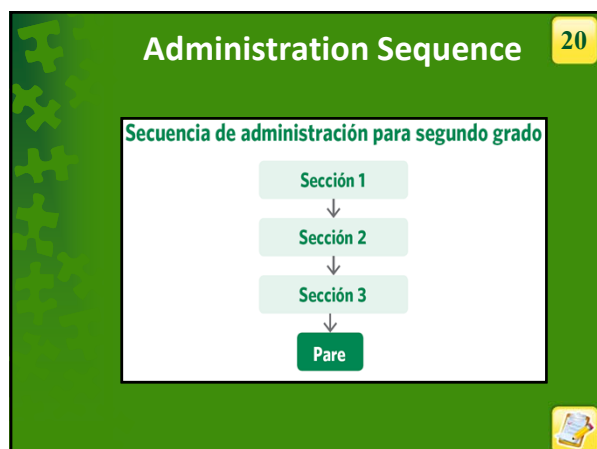 Administration Sequence
20
Secuencia de administración para segundo grado
Sección 1
Sección 2
Sección 3
Pare